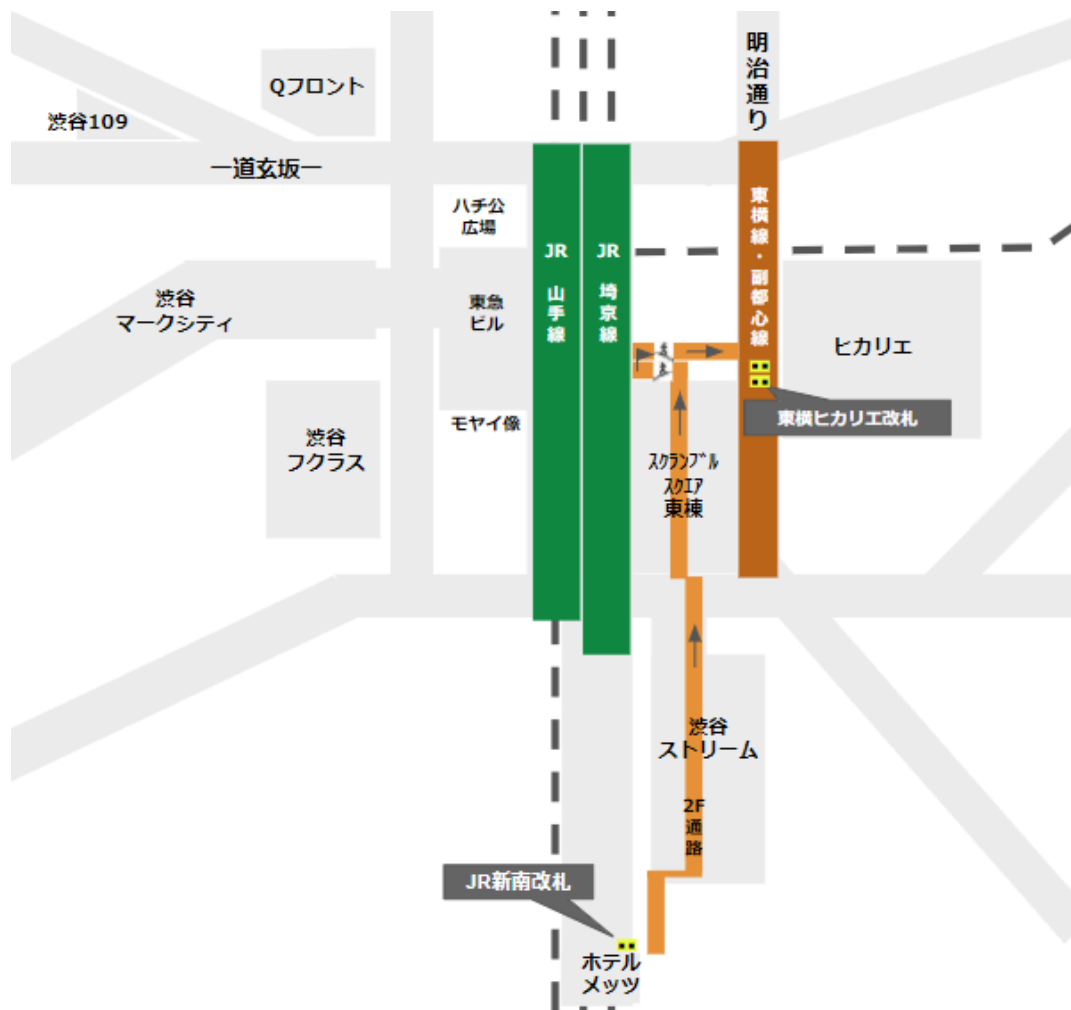 明治通り
Qフロント
渋谷109
―道玄坂―
ハチ公
広場
東横線・副都心線
JR 山手線
JR 埼京線
渋谷
マークシティ
東急
ビル
ヒカリエ
東横ヒカリエ改札
モヤイ像
渋谷
フクラス
ｽｸﾗﾝﾌﾞﾙ
ｽｸｴｱ
東棟
渋谷
ストリーム
2F
通
路
JR新南改札
ホテル
メッツ